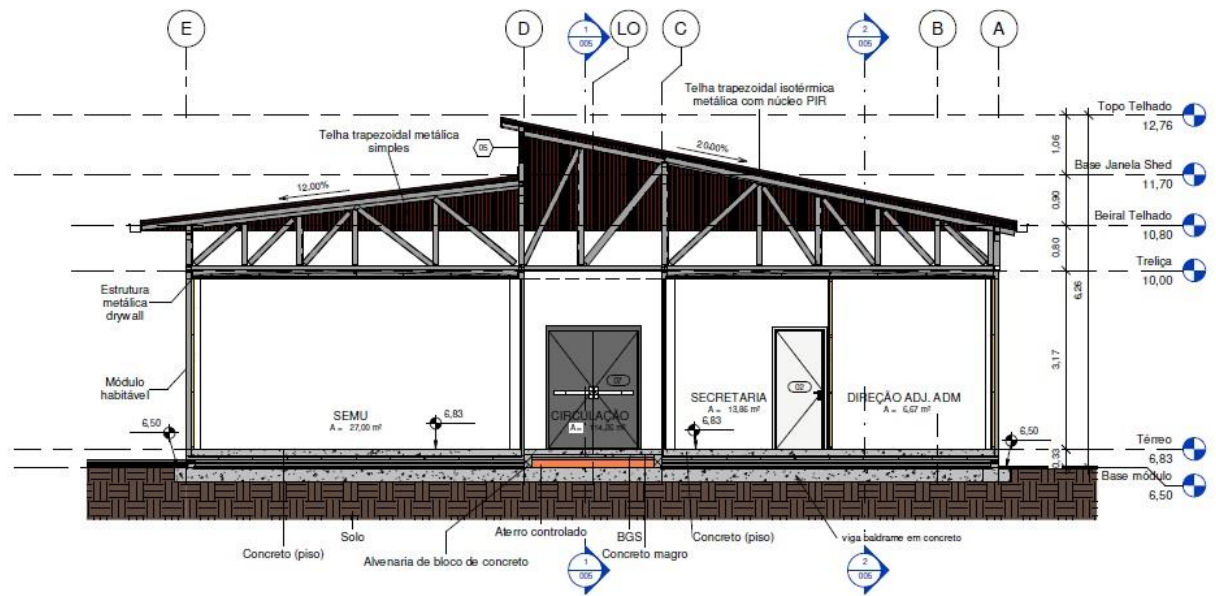 E
D
1
005
LO
C
2
005
B
A
Telha trapezoidal isotérmica
metálica com núcleo PIR
Topo Telhado
12,76
Telha trapezoidal metálica
simples
05
20.00%
1,06
12.00%
Base Janela Shed
11,70
0,90
Beiral Telhado
10,80
0,80
Treliça
10,00
6,26
Estrutura
metálica
drywall
3,17
Módulo
habitável
07
02
SEMU
A = 27,00 m²
CIRCULAÇÃO
A = 114,26 m²
SECRETARIA
A = 13,86 m²
DIREÇÃO ADJ. ADM
A = 6,67 m²
6,50
6,83
6,83
6,50
Térreo
6,83
0,33
Base módulo
6,50
Solo
Aterro controlado
BGS
Concreto (piso)
viga baldrame em concreto
Concreto (piso)
Alvenaria de bloco de concreto
Concreto magro
1
005
2
005